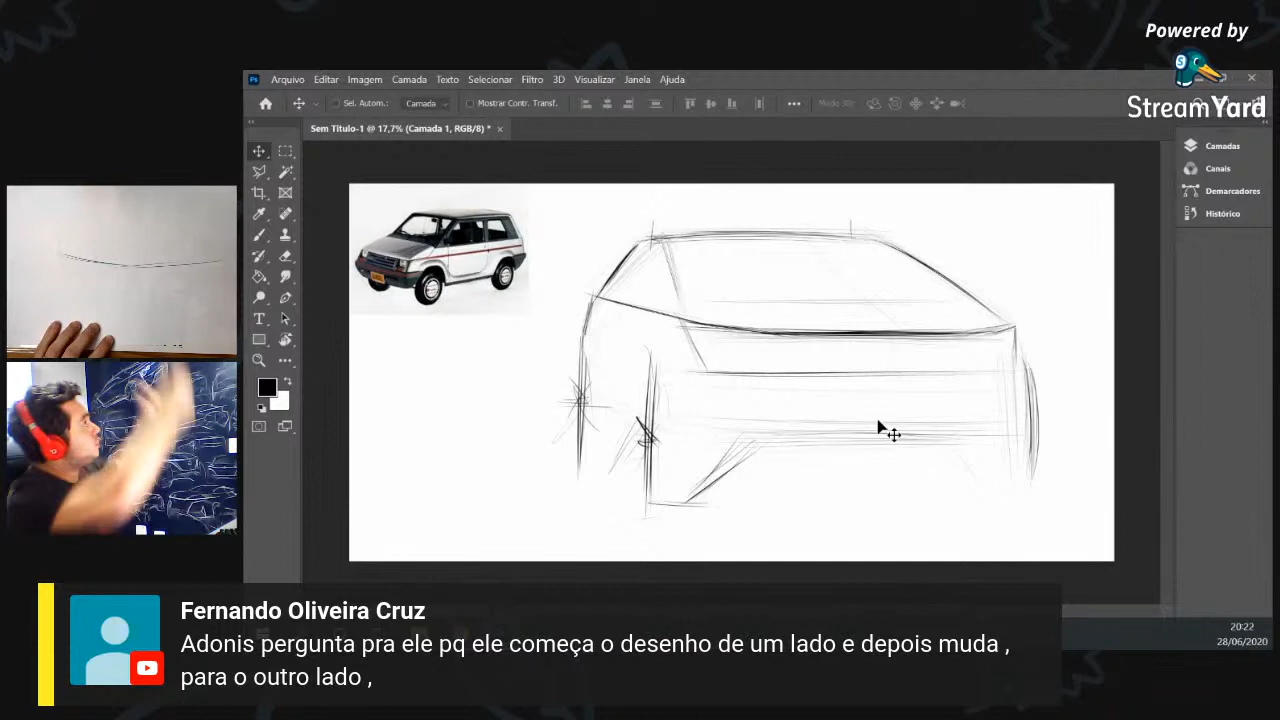 Powered by
StreamYard
Ps Arquivo Editar Imagem Camada Texto Selecionar Filtro 3D Visualizar Janela Ajuda
Sel. Autom.: Camada Mostrar Contr. Transf. Modo 3D:
Sem Título-1 @ 17,7% (Camada 1, RGB/8) *
Camadas
Canais
Demarcadores
Histórico
20:22
28/06/2020
Fernando Oliveira Cruz
Adonis pergunta pra ele pq ele começa o desenho de um lado e depois muda ,
para o outro lado ,